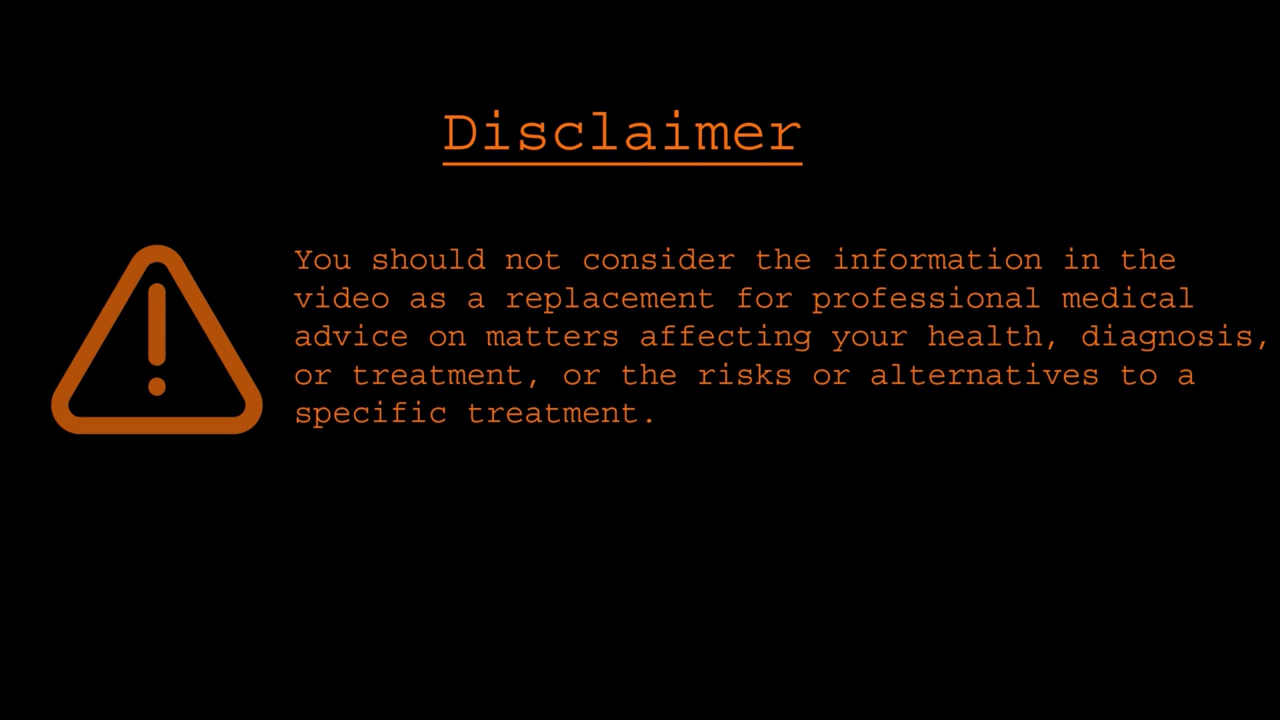 Disclaimer
You should not consider the information in the
video as a replacement for professional medical
advice on matters affecting your health, diagnosis,
or treatment, or the risks or alternatives to a
specific treatment.